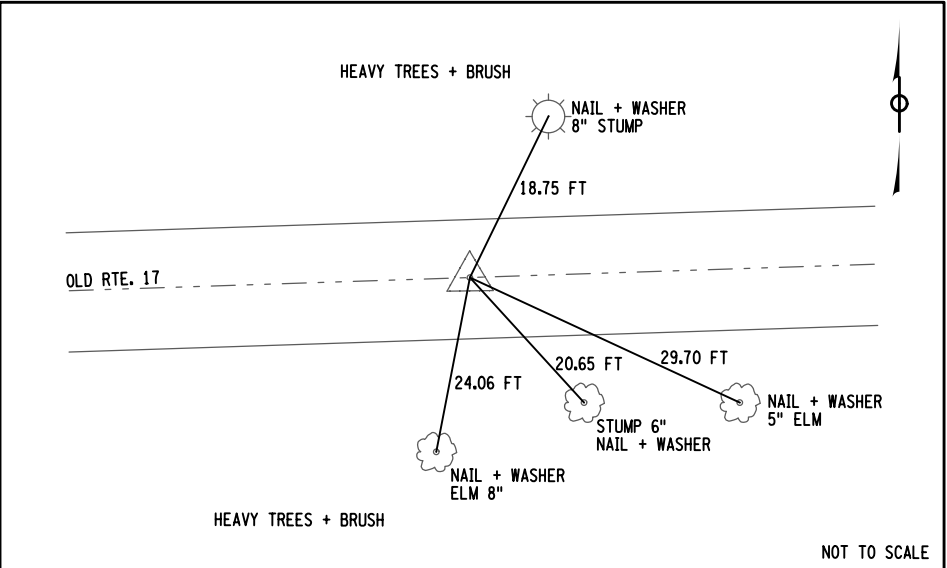 HEAVY TREES + BRUSH
NAIL + WASHER
8" STUMP
18.75 FT
OLD RTE. 17
24.06 FT
20.65 FT
29.70 FT
NAIL + WASHER
5" ELM
STUMP 6"
NAIL + WASHER
NAIL + WASHER
ELM 8"
HEAVY TREES + BRUSH
NOT TO SCALE